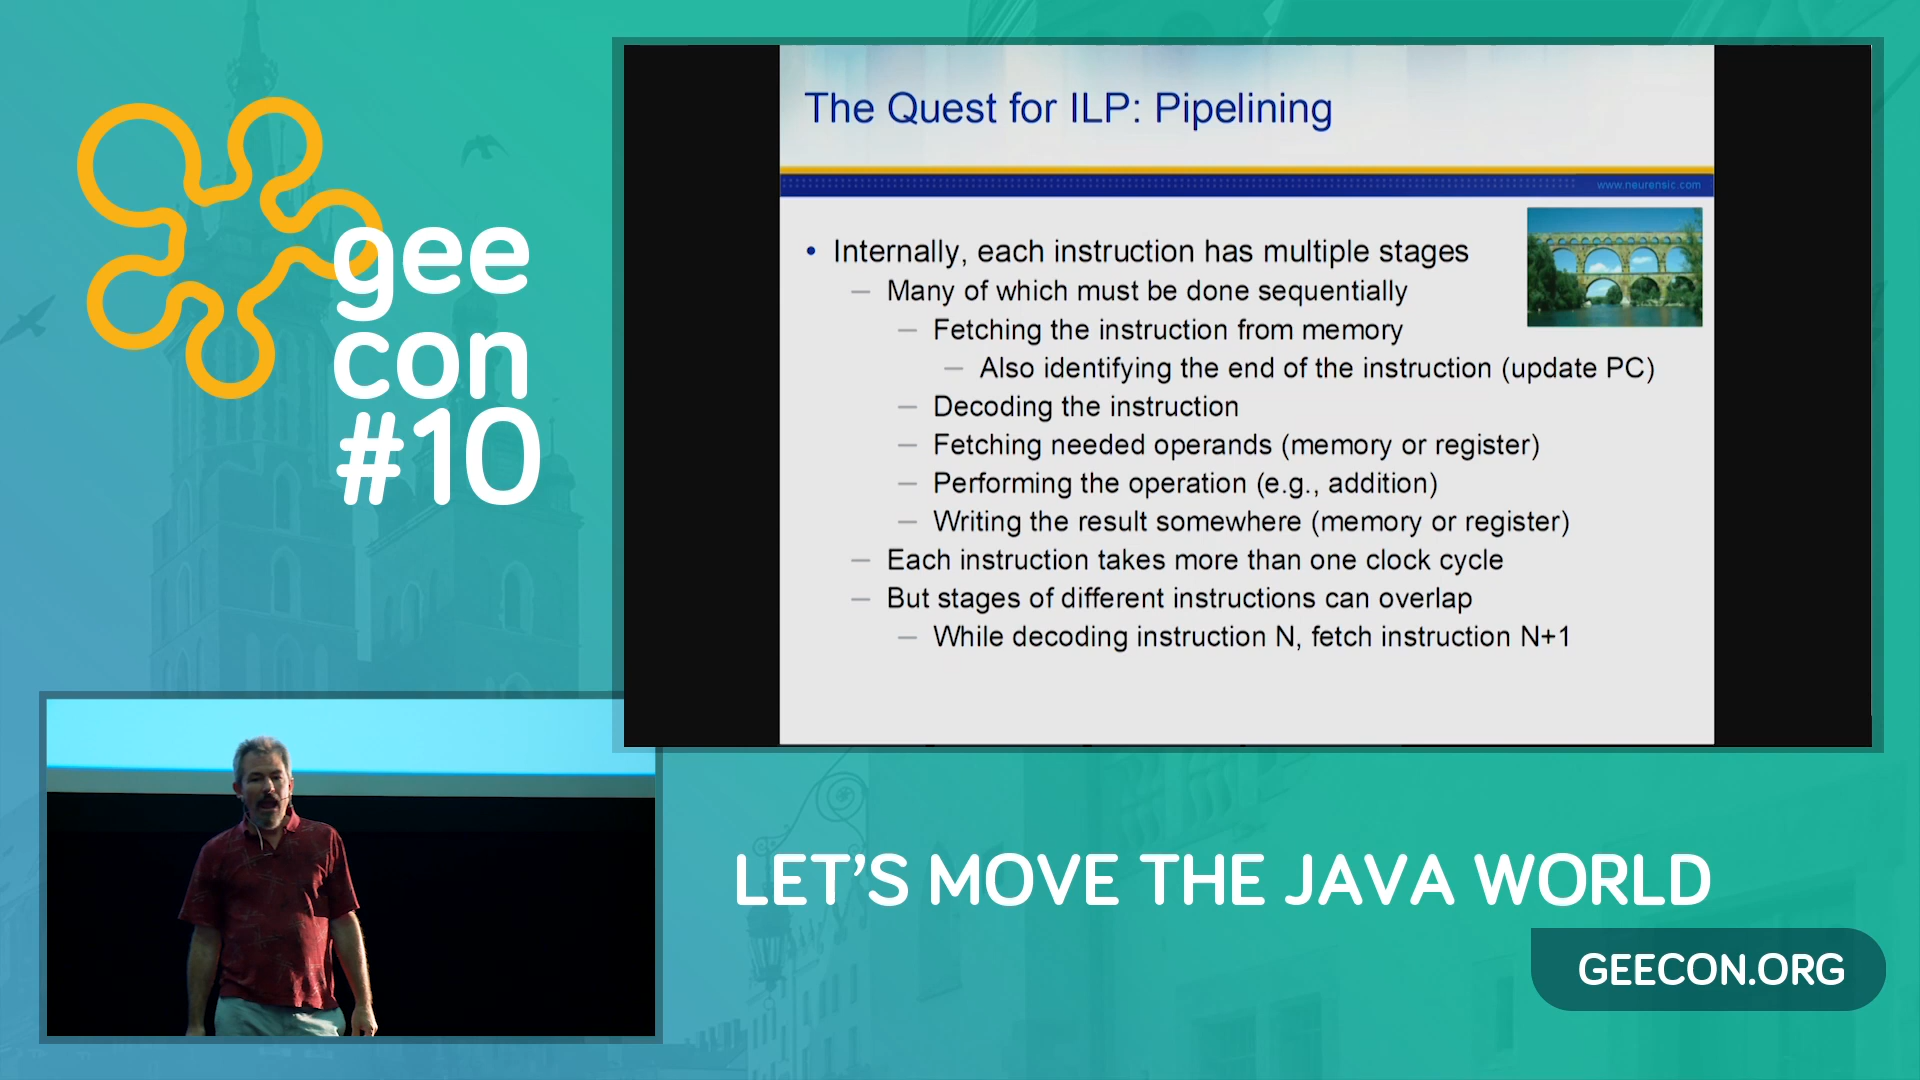 gee
con
#10
The Quest for ILP: Pipelining
www.neurensic.com
• Internally, each instruction has multiple stages
— Many of which must be done sequentially
— Fetching the instruction from memory
— Also identifying the end of the instruction (update PC)
— Decoding the instruction
— Fetching needed operands (memory or register)
— Performing the operation (e.g., addition)
— Writing the result somewhere (memory or register)
— Each instruction takes more than one clock cycle
— But stages of different instructions can overlap
— While decoding instruction N, fetch instruction N+1
LET'S MOVE THE JAVA WORLD
GEECON.ORG